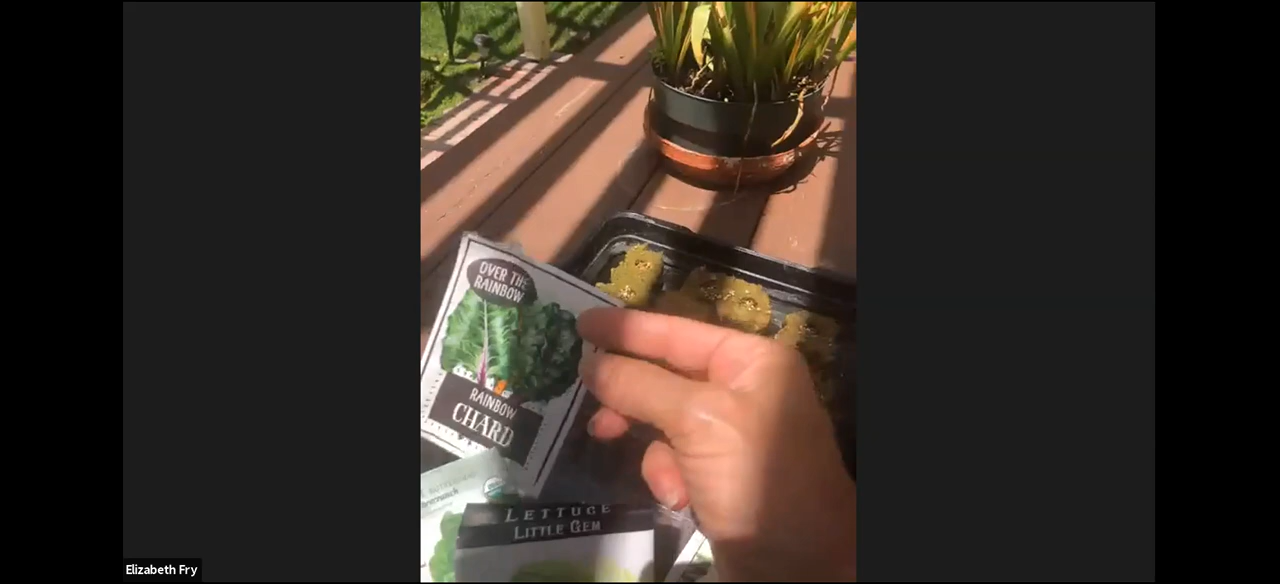 OVER THE
RAINBOW
RAINBOW
CHARD
LETTUCE
LITTLE GEM
Elizabeth Fry